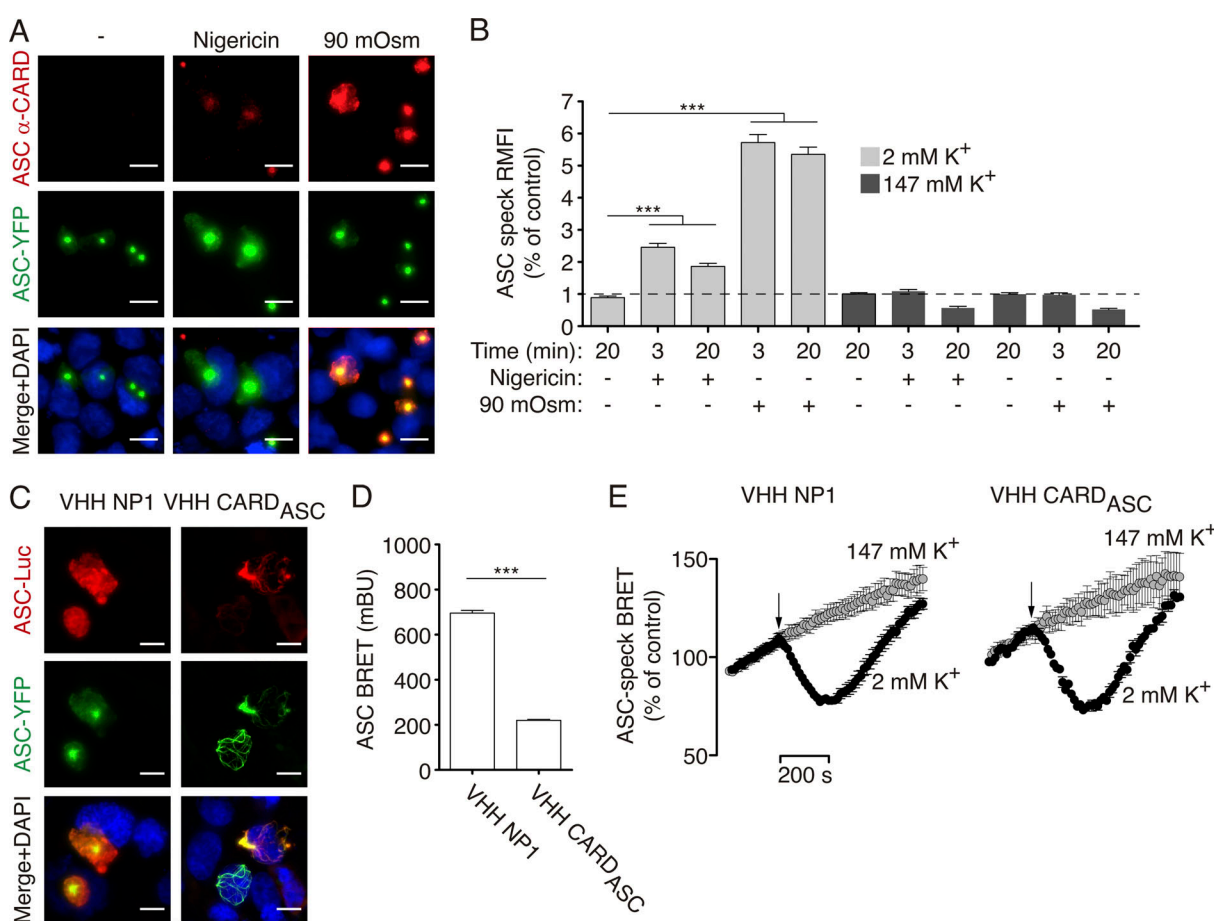 A
- Nigericin 90 mOsm
ASC α-CARD
ASC-YFP
Merge+DAPI
B
ASC speck RMFI
(% of control)
7
6
5
4
3
2
1
0
***
***
2 mM K+
147 mM K+
Time (min): 20 3 20 3 20 20 3 20 20 3 20
Nigericin: - + + - - - + + - - -
90 mOsm: - - - + + - - - - + +
C
VHH NP1 VHH CARDASC
ASC-Luc
ASC-YFP
Merge+DAPI
D
ASC BRET (mBU)
1000
800
600
400
200
0
***
VHH NP1
VHH CARDASC
E
VHH NP1 VHH CARDASC
ASC-speck BRET
(% of control)
150
100
50
147 mM K+
2 mM K+
200 s
147 mM K+
2 mM K+